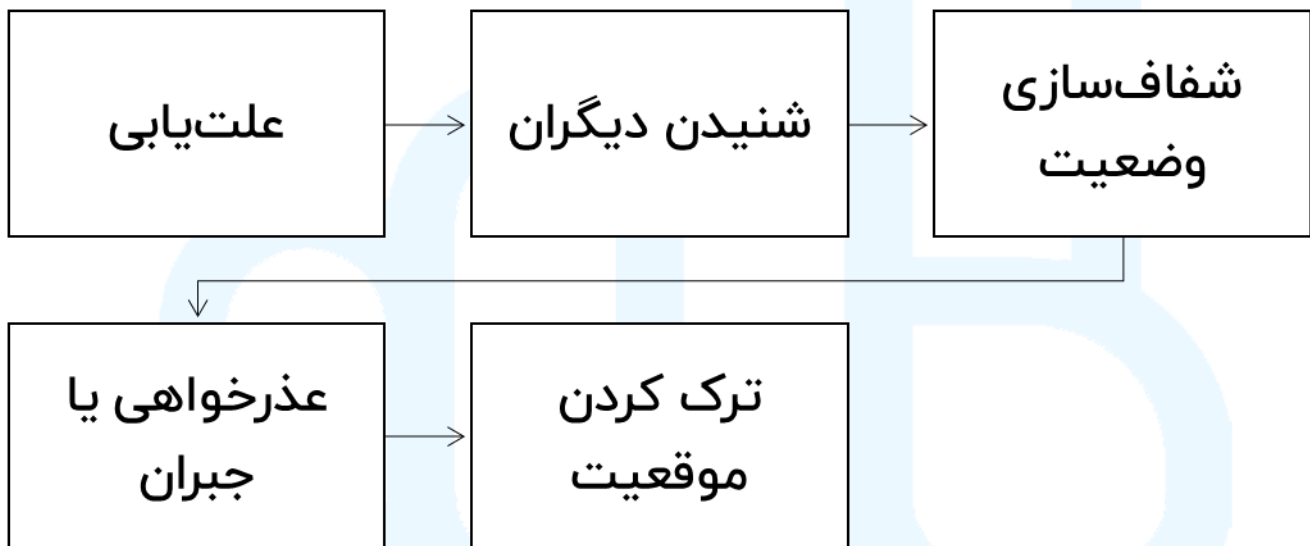 علت‌یابی
شنیدن دیگران
شفاف‌سازی
وضعیت
عذرخواهی یا
جبران
ترک کردن
موقعیت